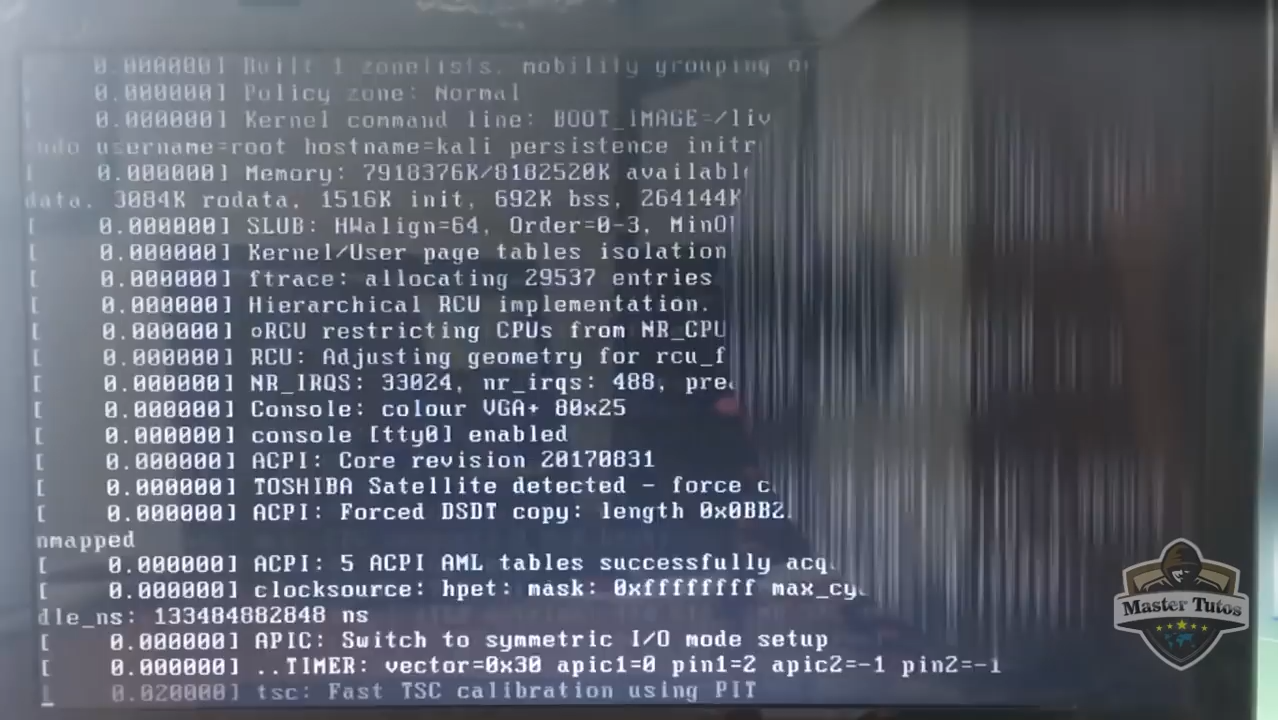 0.000000] Built 1 zonelists, mobility grouping
0.000000] Policy zone: Normal
[ 0.000000] Kernel command line: BOOT_IMAGE=/liv
username=root hostname=kali persistence initr
[ 0.000000] Memory: 7918376K/8182520K availabl
data, 3084K rodata, 1516K init, 692K bss, 264144K
[ 0.000000] SLUB: HWalign=64, Order=0-3, MinO
[ 0.000000] Kernel/User page tables isolation
[ 0.000000] ftrace: allocating 29537 entries
[ 0.000000] Hierarchical RCU implementation.
[ 0.000000] oRCU restricting CPUs from NR_CPU
[ 0.000000] RCU: Adjusting geometry for rcu_f
[ 0.000000] NR_IRQS: 33024, nr_irqs: 488, pre
[ 0.000000] Console: colour VGA+ 80x25
[ 0.000000] console [tty0] enabled
[ 0.000000] ACPI: Core revision 20170831
[ 0.000000] TOSHIBA Satellite detected - force c
[ 0.000000] ACPI: Forced DSDT copy: length 0x0BB2
nmapped
[ 0.000000] ACPI: 5 ACPI AML tables successfully acq
[ 0.000000] clocksource: hpet: mask: 0xffffffff max_cy
dle_ns: 133484882848 ns
[ 0.000000] APIC: Switch to symmetric I/O mode setup
[ 0.000000] ..TIMER: vector=0x30 apic1=0 pin1=2 apic2=-1 pin2=-1
0.020000] tsc: Fast TSC calibration using PIT
Master Tutos